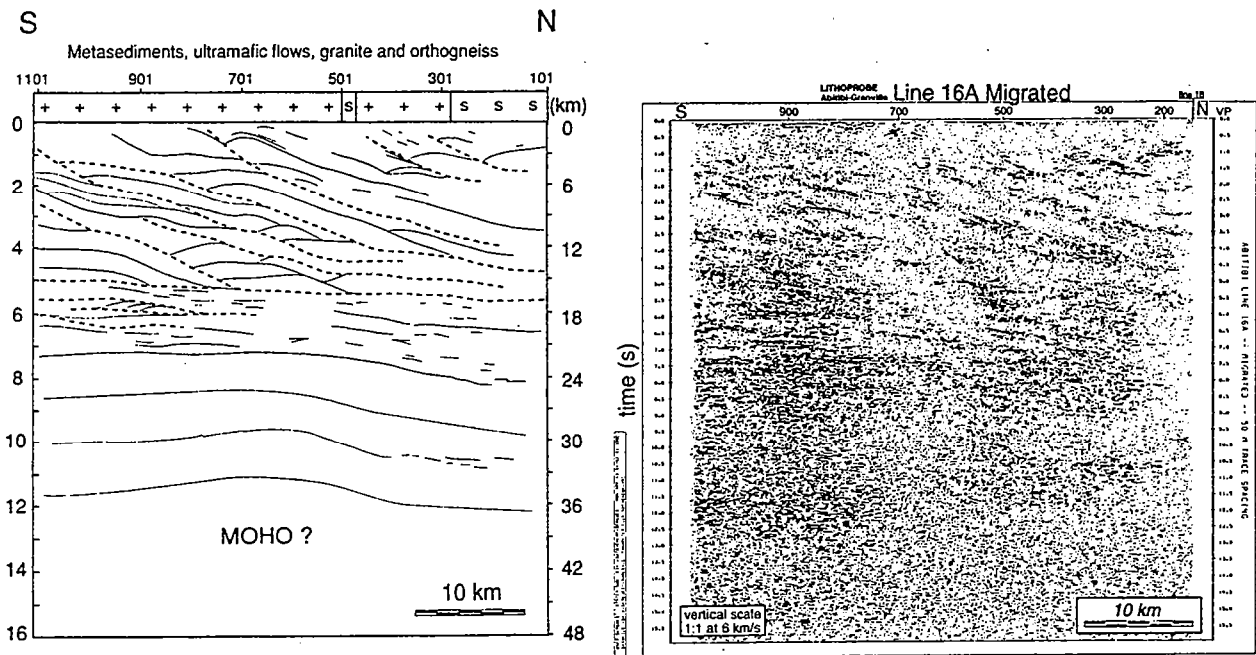 S N
Metasediments, ultramafic flows, granite and orthogneiss
1101 901 701 501 301 101
+ + + + + + + + + S + + + S S S (km)
0 0
2 6
4 12
6 18
8 24
10 30
12 36
14 42
16 48
MOHO ?
10 km
LITHOPROBE
Abitibi-Grenville Line 16A Migrated
S 900 700 500 300 200 N VP
time (s)
vertical scale
1:1 at 6 km/s
10 km
ABITIBI LINE 16A -- MIGRATED -- 50 M TRACE SPACING